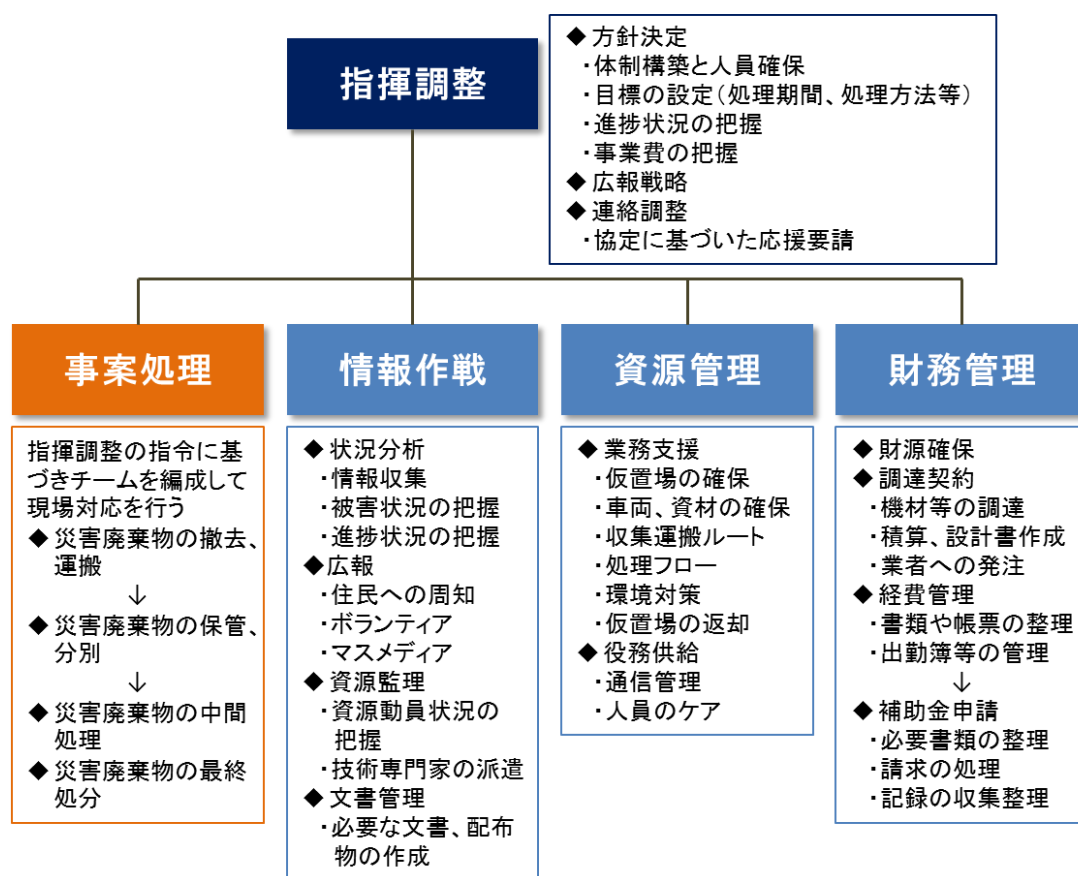 指揮調整
◆ 方針決定
・体制構築と人員確保
・目標の設定（処理期間、処理方法等）
・進捗状況の把握
・事業費の把握
◆ 広報戦略
◆ 連絡調整
・協定に基づいた応援要請
事案処理
指揮調整の指令に基
づきチームを編成して
現場対応を行う
◆ 災害廃棄物の撤去、
運搬
↓
◆ 災害廃棄物の保管、
分別
↓
◆ 災害廃棄物の中間
処理
◆ 災害廃棄物の最終
処分
情報作戦
◆ 状況分析
・情報収集
・被害状況の把握
・進捗状況の把握
◆広報
・住民への周知
・ボランティア
・マスメディア
◆ 資源監理
・資源動員状況の
把握
・技術専門家の派遣
◆ 文書管理
・必要な文書、配布
物の作成
資源管理
◆ 業務支援
・仮置場の確保
・車両、資材の確保
・収集運搬ルート
・処理フロー
・環境対策
・仮置場の返却
◆ 役務供給
・通信管理
・人員のケア
財務管理
◆ 財源確保
◆ 調達契約
・機材等の調達
・積算、設計書作成
・業者への発注
◆ 経費管理
・書類や帳票の整理
・出勤簿等の管理
↓
◆ 補助金申請
・必要書類の整理
・請求の処理
・記録の収集整理